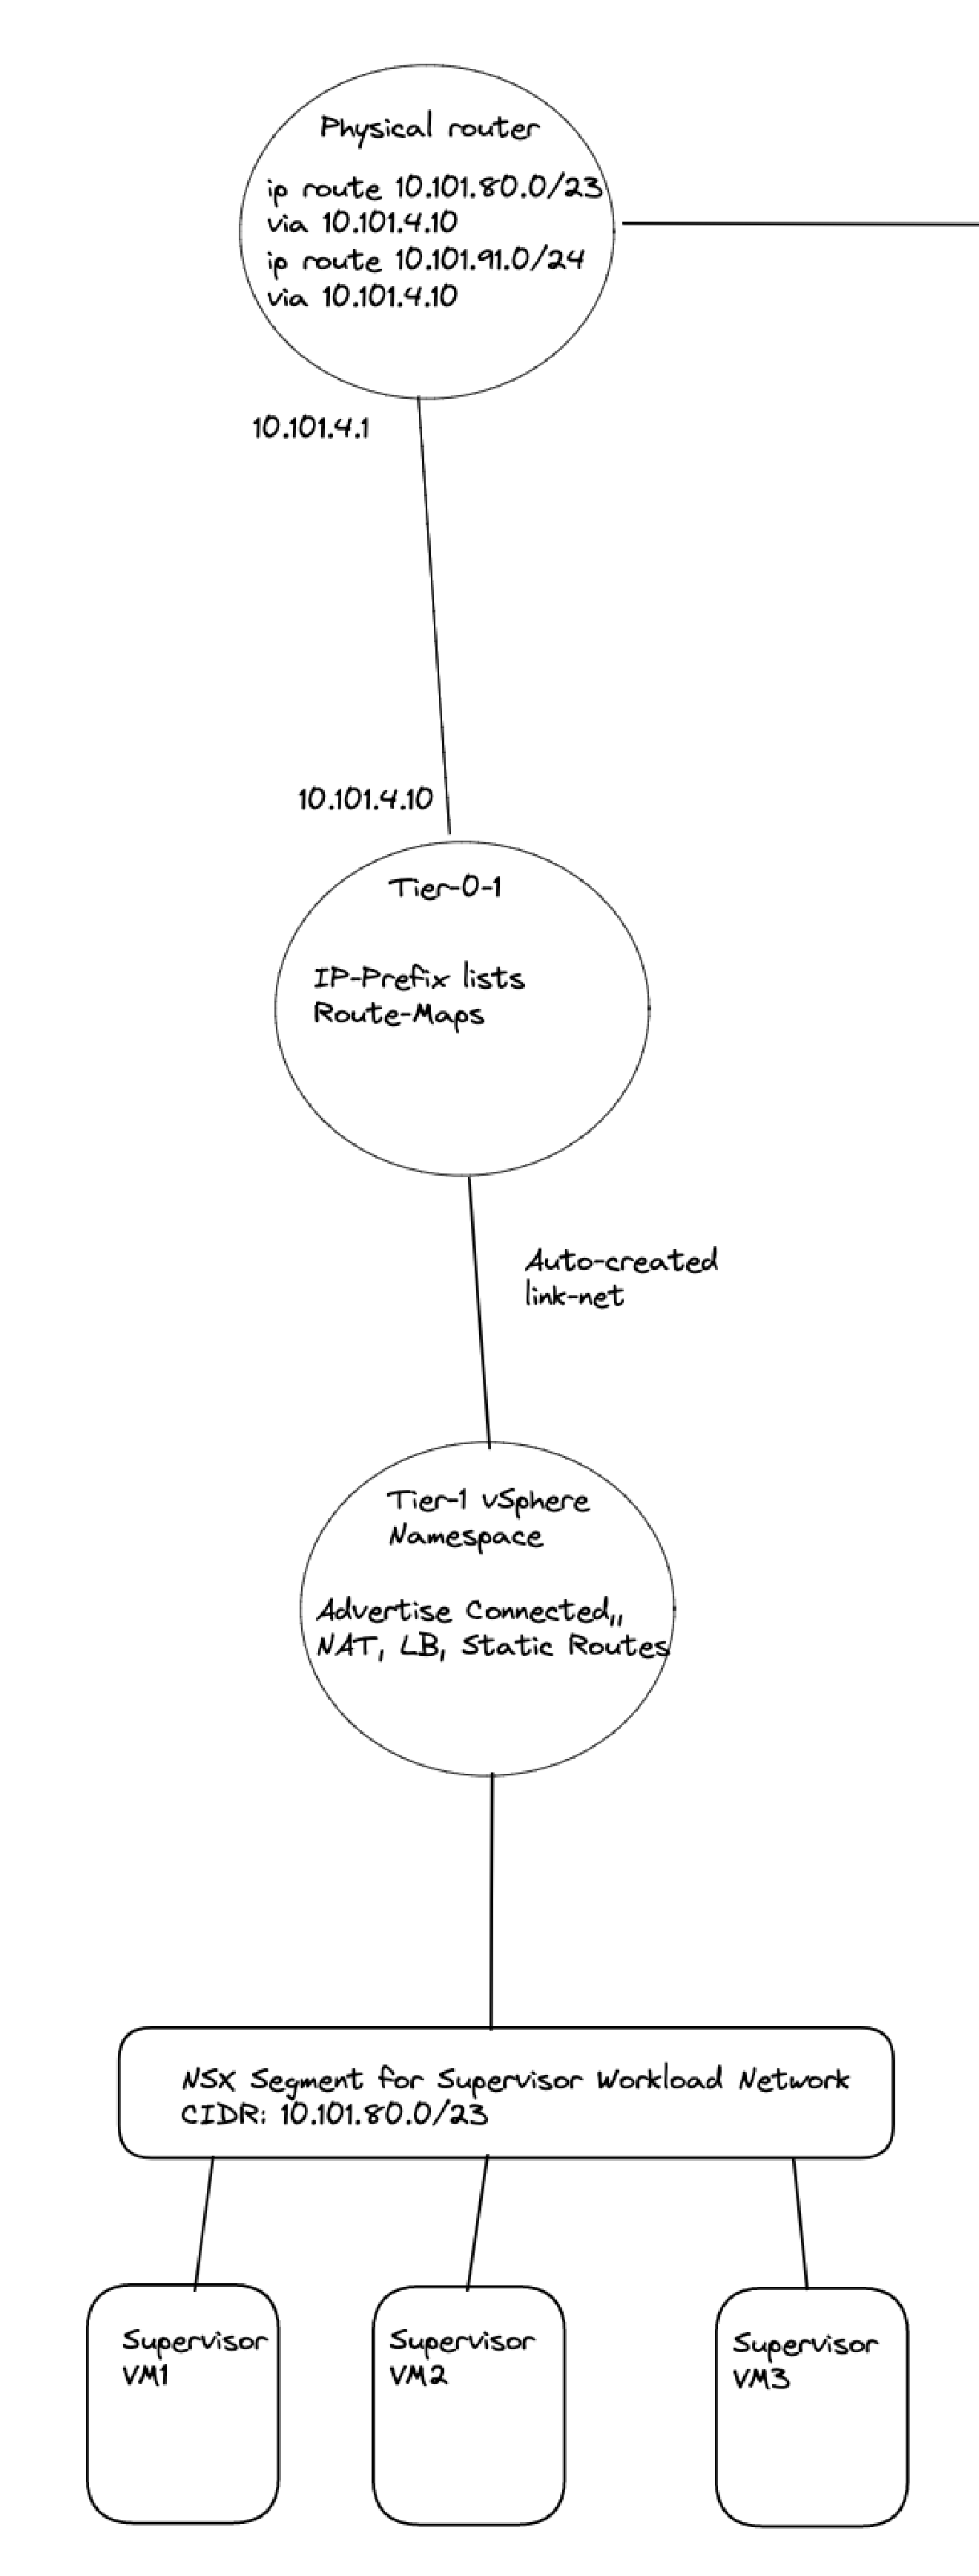 Physical router
ip route 10.101.80.0/23
via 10.101.4.10
ip route 10.101.91.0/24
via 10.101.4.10
10.101.4.1
10.101.4.10
Tier-0-1
IP-Prefix lists
Route-Maps
Auto-created
link-net
Tier-1 vSphere
Namespace
Advertise Connected,,
NAT, LB, Static Routes
NSX Segment for Supervisor Workload Network
CIDR: 10.101.80.0/23
Supervisor
VM1
Supervisor
VM2
Supervisor
VM3